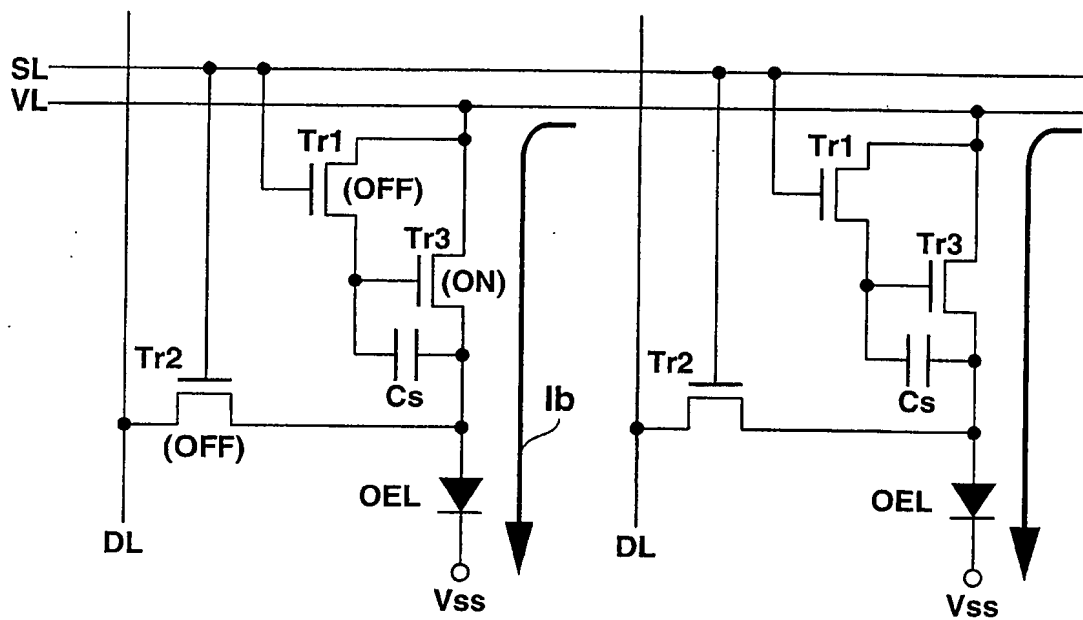 SL
VL
Tr1
(OFF)
Tr3
(ON)
Tr2
(OFF)
Cs
Ib
OEL
DL
Vss
Tr1
Tr3
Tr2
Cs
OEL
DL
Vss